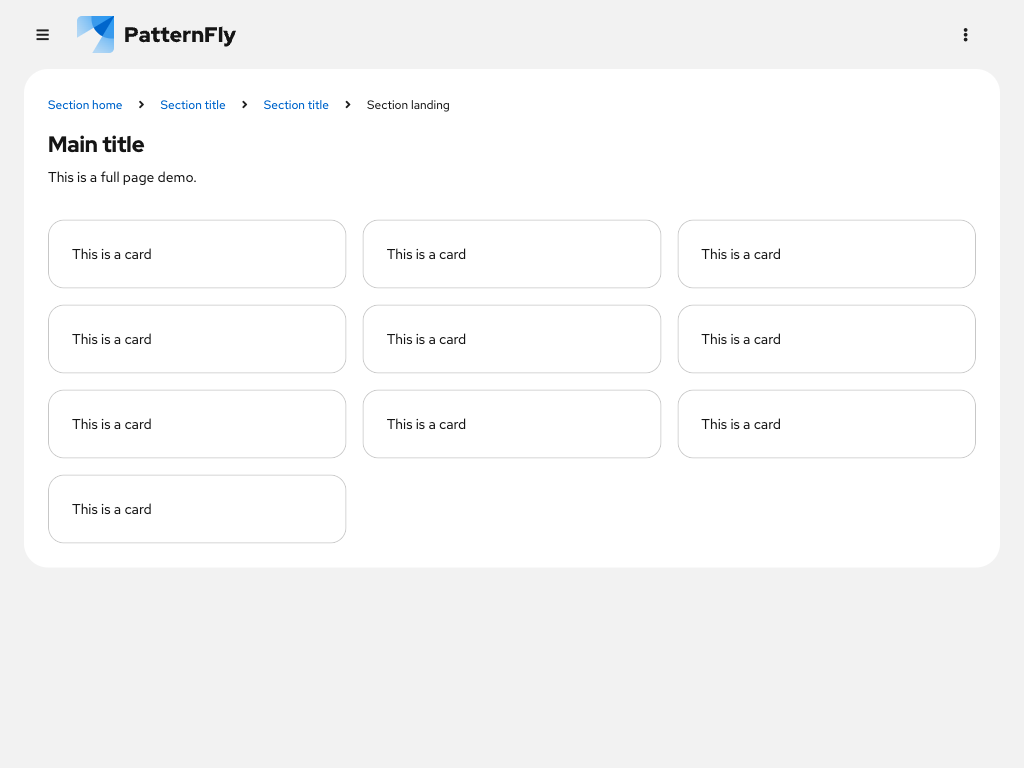 PatternFly
Section home Section title Section title Section landing
Main title
This is a full page demo.
This is a card This is a card This is a card
This is a card This is a card This is a card
This is a card This is a card This is a card
This is a card